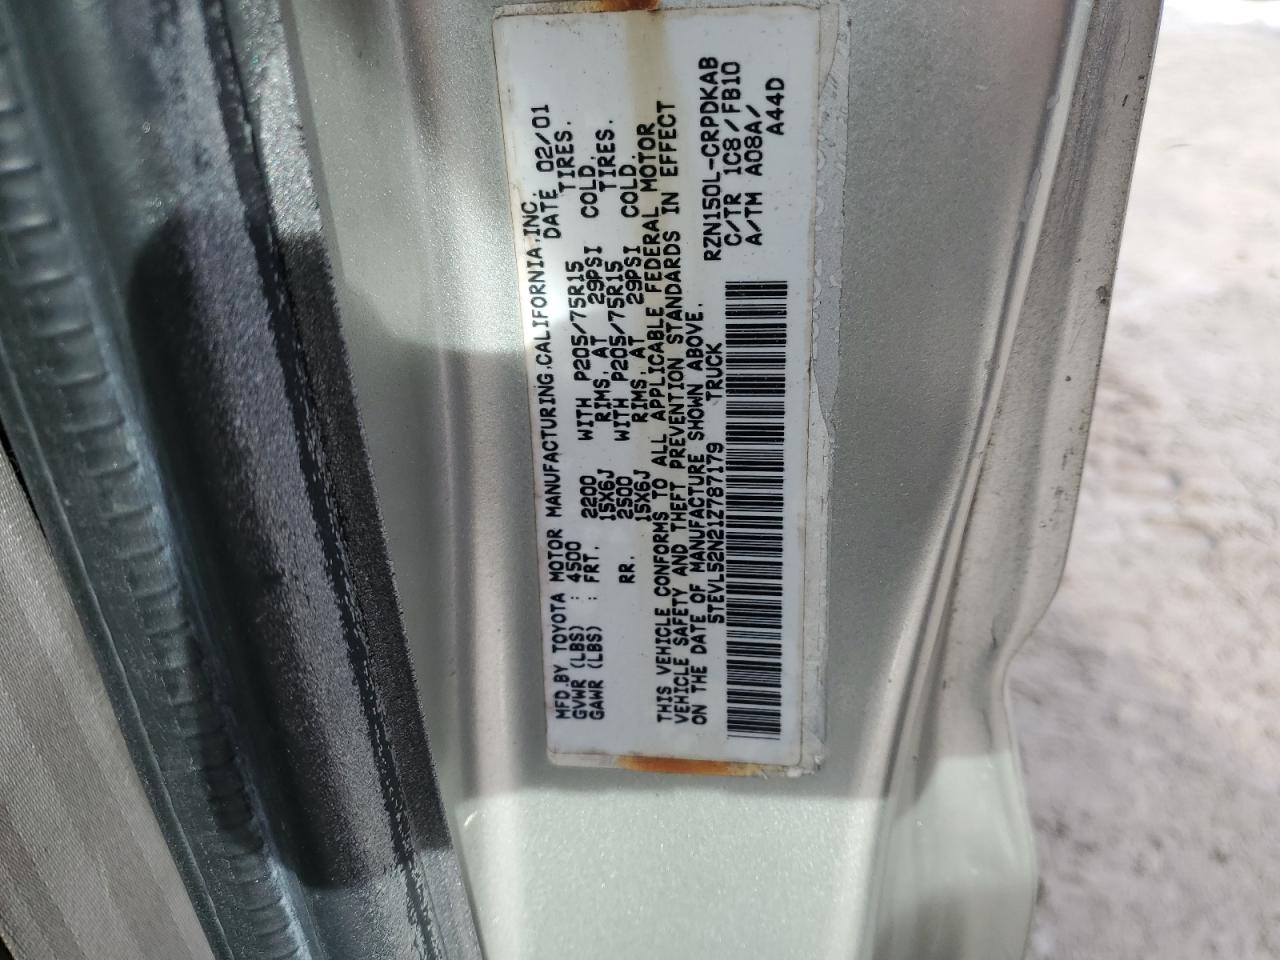 MFD.BY TOYOTA MOTOR MANUFACTURING,CALIFORNIA,INC.
GVWR (LBS) : 4500 DATE 02/01
GAWR (LBS) : FRT. 2200 WITH P205/75R15 TIRES.
15X6J RIMS, AT 29PSI COLD.
RR. 2500 WITH P205/75R15 TIRES.
15X6J RIMS, AT 29PSI COLD.
THIS VEHICLE CONFORMS TO ALL APPLICABLE FEDERAL MOTOR
VEHICLE SAFETY AND THEFT PREVENTION STANDARDS IN EFFECT
ON THE DATE OF MANUFACTURE SHOWN ABOVE.
5TEVL52N21Z787179 TRUCK
RZN150L-CRPDKAB
C/TR 1C8/FB10
A/TM A08A/
A44D